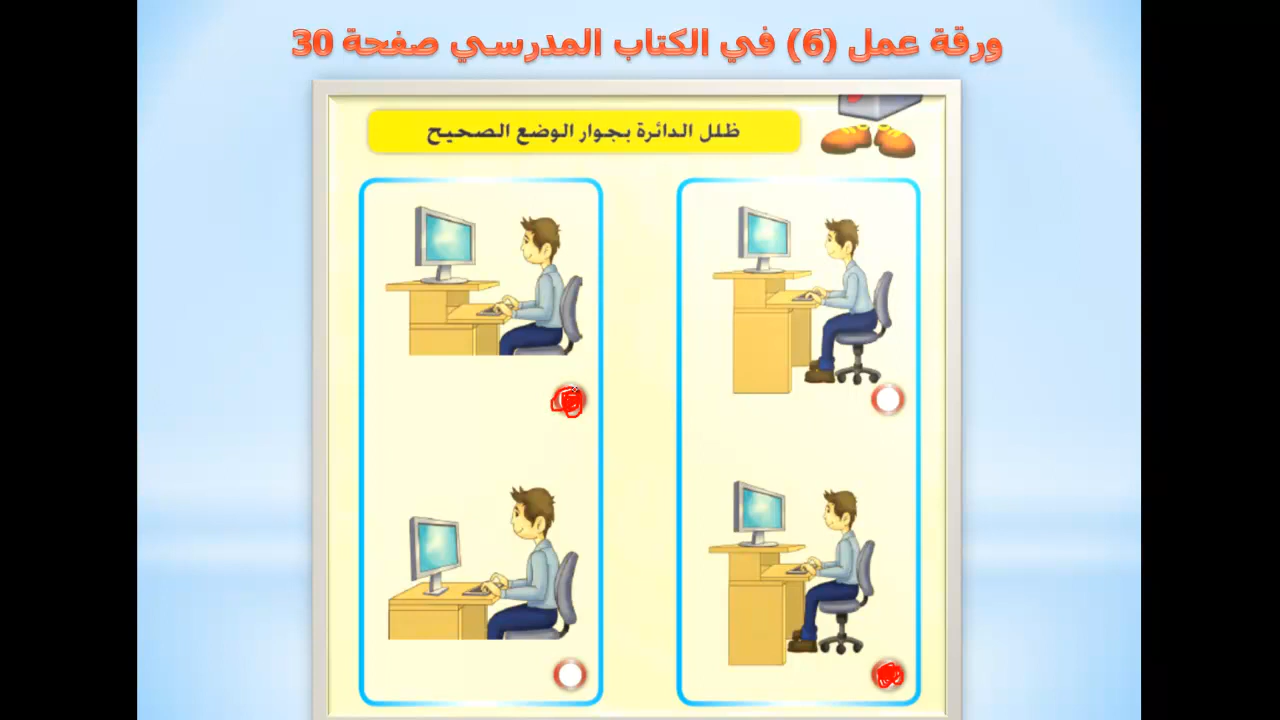 ورقة عمل (6) في الكتاب المدرسي صفحة 30
ظلل الدائرة بجوار الوضع الصحيح